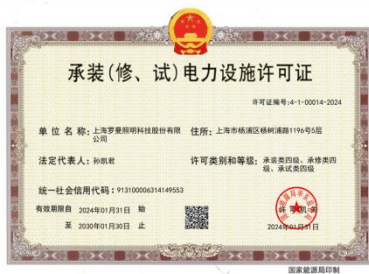 承装(修、试)电力设施许可证
许可证编号:4-1-00014-2024
单位名称: 上海罗曼照明科技股份有限公司
住所: 上海市杨浦区杨树浦路1196号5层
法定代表人: 孙凯君
许可类别和等级: 承装类四级、承修类四级、承试类四级
统一社会信用代码: 913100006314149553
有效期限自 2024年01月31日 始
至 2030年01月30日 止
许可机关
2024年01月31日
国家能源局印制